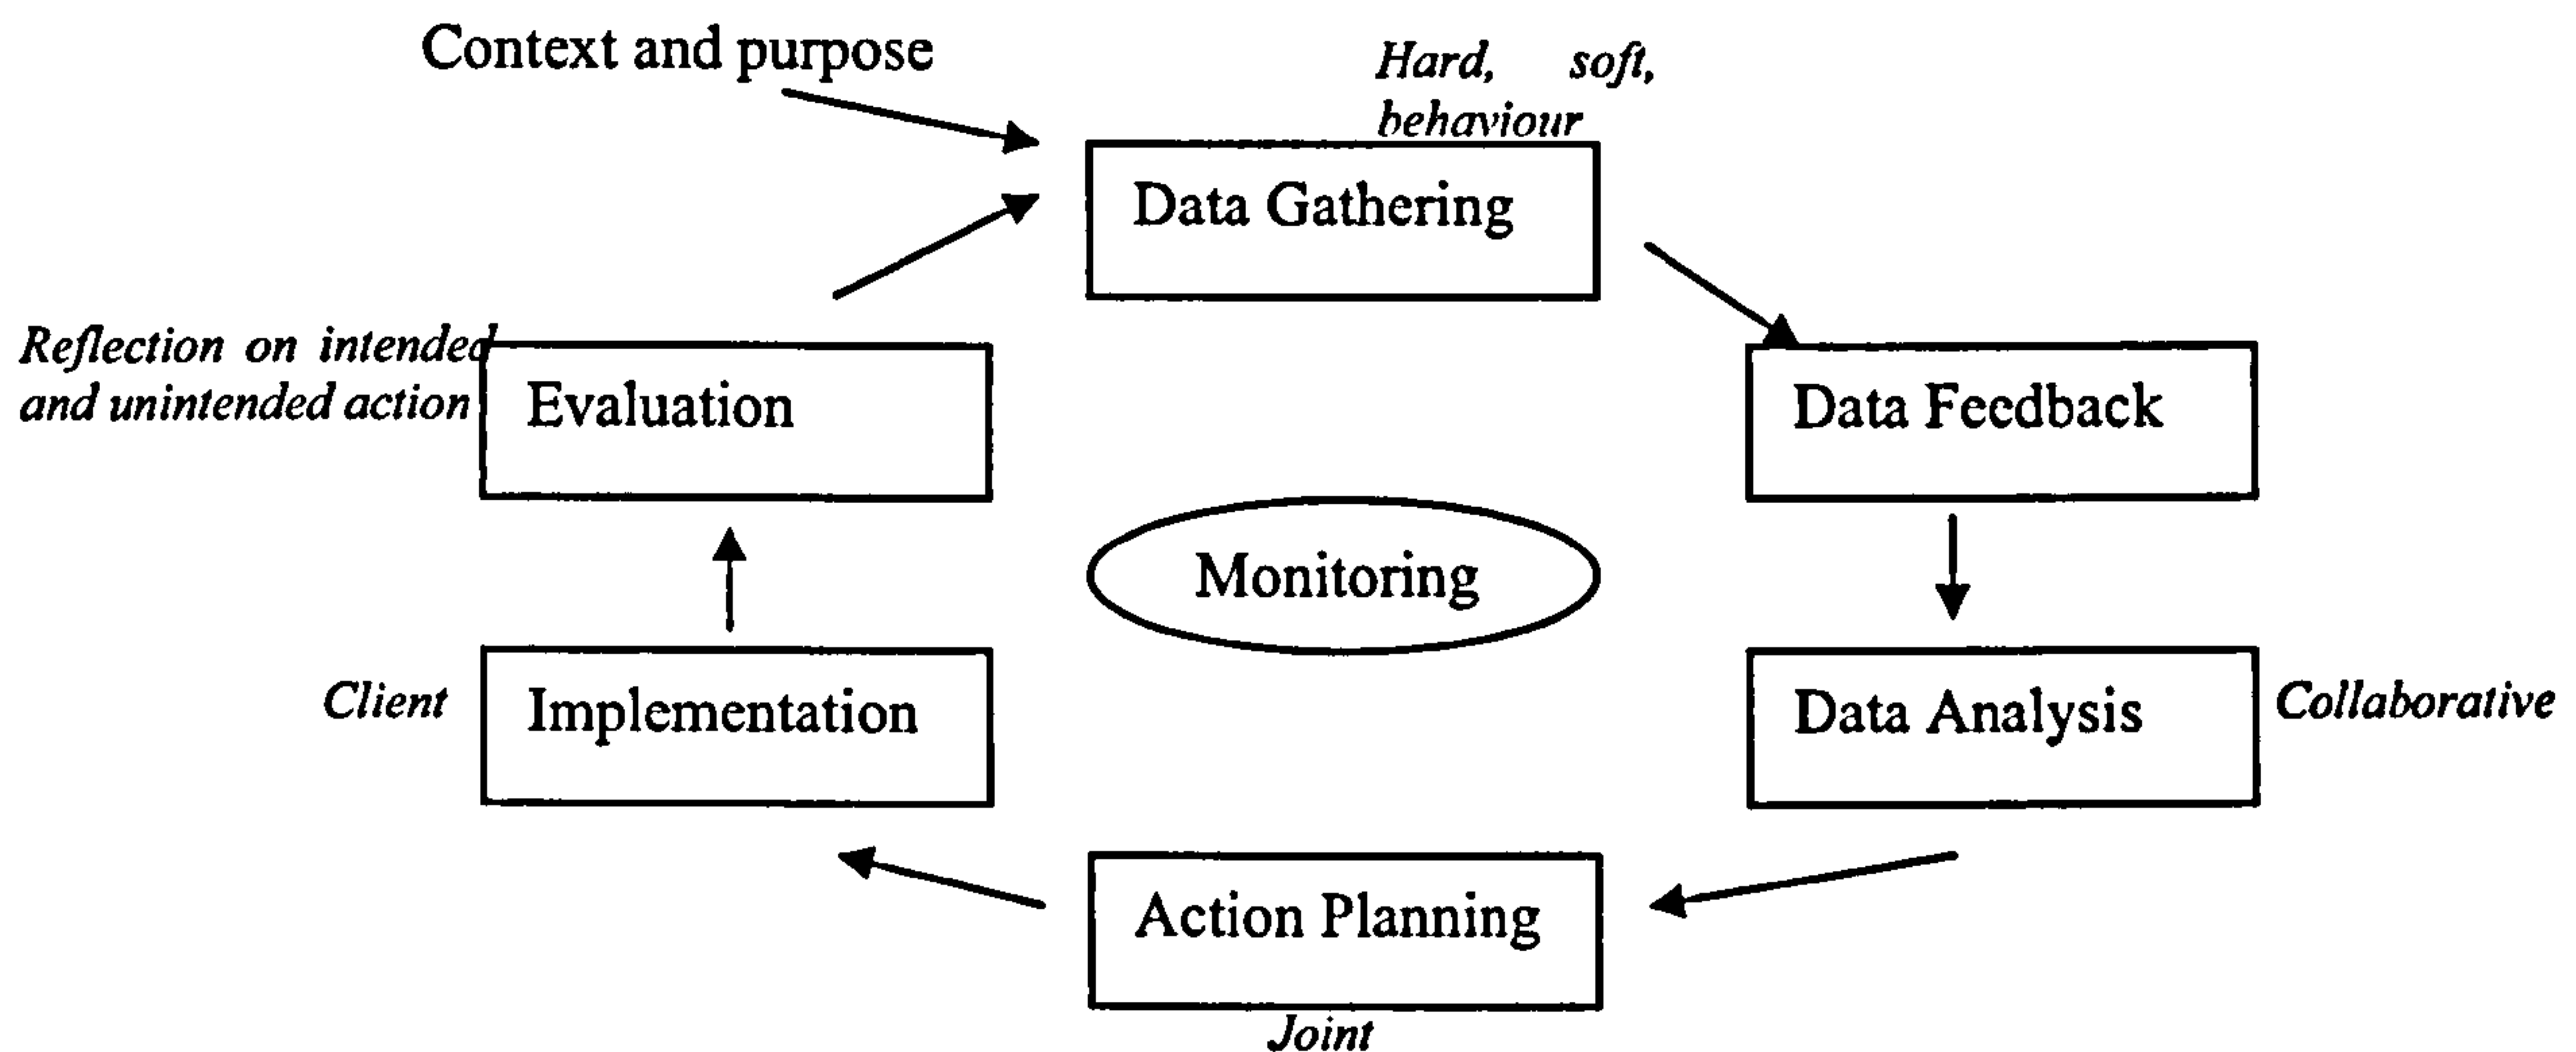 Context and purpose
Hard, soft,
behaviour
Data Gathering
Reflection on intended
and unintended action
Evaluation
Data Feedback
Monitoring
Client
Implementation
Data Analysis
Collaborative
Action Planning
Joint